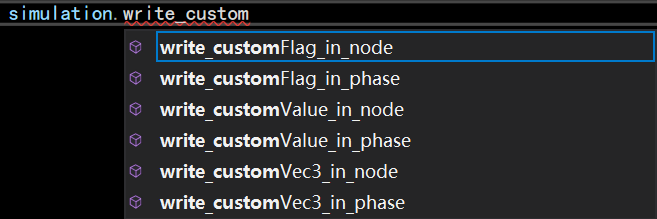 simulation.write_custom
write_customFlag_in_node
write_customFlag_in_phase
write_customValue_in_node
write_customValue_in_phase
write_customVec3_in_node
write_customVec3_in_phase